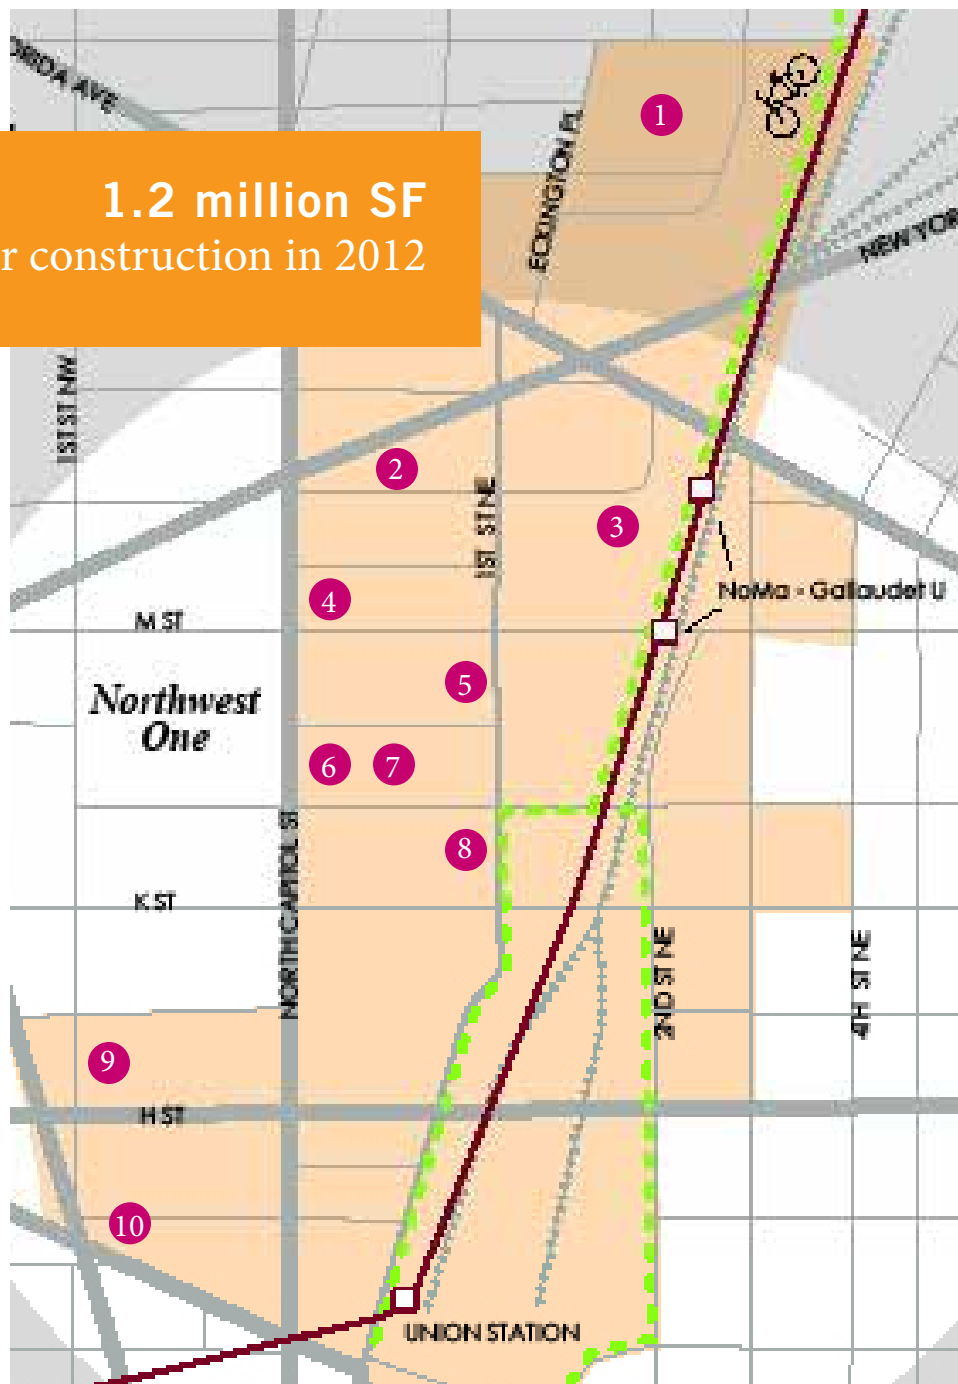 AVE
1
ECKINGTON PL
1.2 million SF
r construction in 2012
NEW YOR
1ST ST NW
2
1ST ST NE
3
NoMa - Gallaudet U
4
M ST
5
Northwest
One
6
7
NORTH CAPITOL ST
8
K ST
2ND ST NE
4TH ST NE
9
H ST
10
UNION STATION